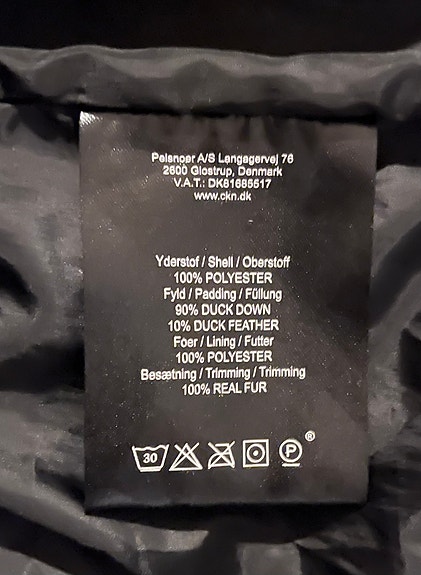 Pelsnoer A/S Langagervej 76
2600 Glostrup, Denmark
V.A.T.: DK81685517
www.ckn.dk
Yderstof / Shell / Oberstoff
100% POLYESTER
Fyld / Padding / Füllung
90% DUCK DOWN
10% DUCK FEATHER
Foer / Lining / Futter
100% POLYESTER
Besætning / Trimming / Trimming
100% REAL FUR
30 P ®